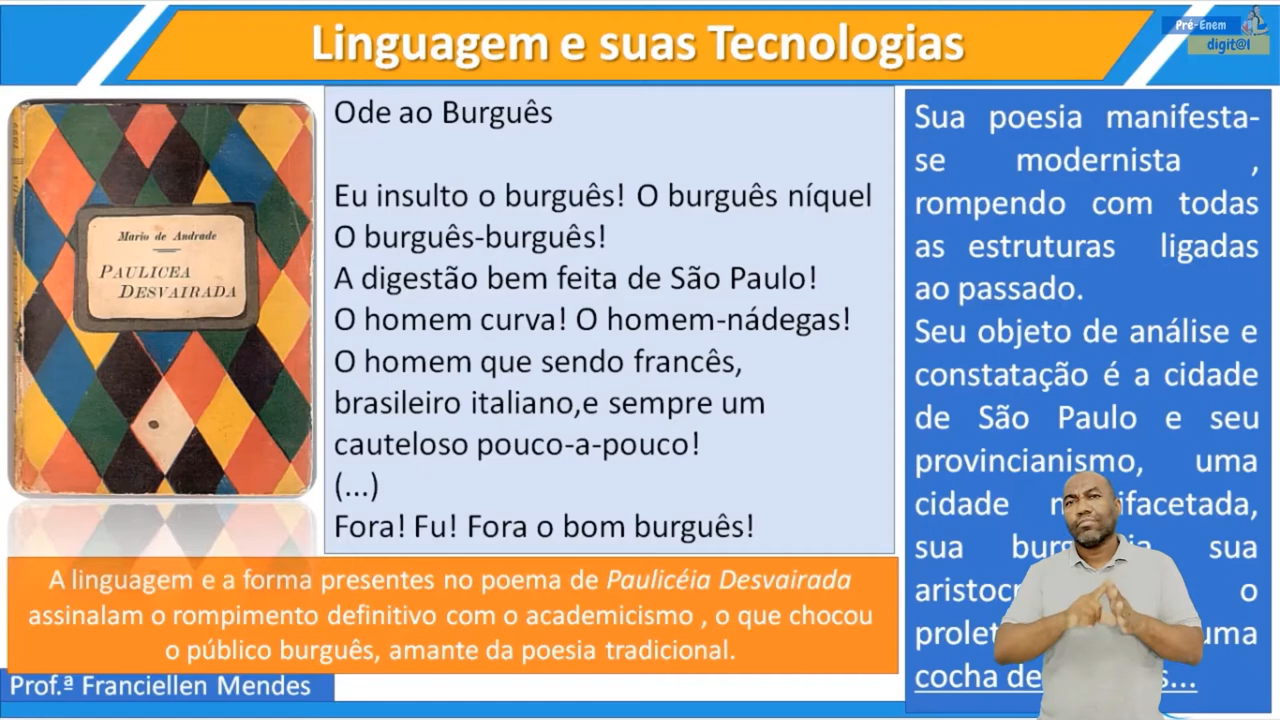 Linguagem e suas Tecnologias
Pré-Enem
digit@l
Mario de Andrade
PAULICEA
DESVAIRADA
Ode ao Burguês
Eu insulto o burguês! O burguês níquel
O burguês-burguês!
A digestão bem feita de São Paulo!
O homem curva! O homem-nádegas!
O homem que sendo francês,
brasileiro italiano,e sempre um
cauteloso pouco-a-pouco!
(...)
Fora! Fu! Fora o bom burguês!
Sua poesia manifesta-
se modernista ,
rompendo com todas
as estruturas ligadas
ao passado.
Seu objeto de análise e
constatação é a cidade
de São Paulo e seu
provincianismo, uma
cidade
sua sua
o
uma
cocha de
A linguagem e a forma presentes no poema de Paulicéia Desvairada
assinalam o rompimento definitivo com o academicismo , o que chocou
o público burguês, amante da poesia tradicional.
Prof.ª Franciellen Mendes